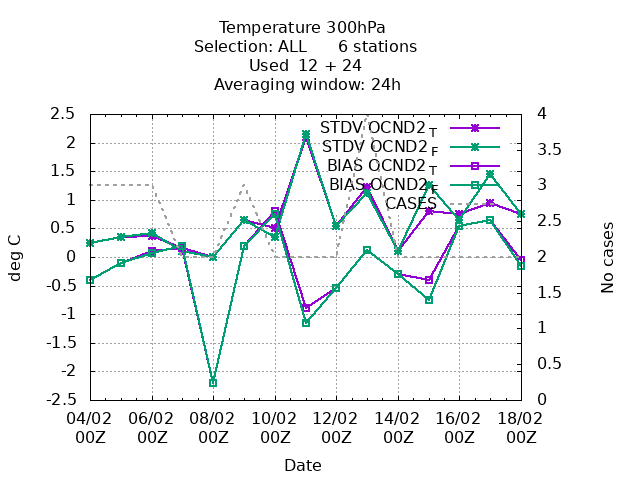 Temperature 300hPa
Selection: ALL 6 stations
Used 12 + 24
Averaging window: 24h
STDV OCND2 T
STDV OCND2 F
BIAS OCND2 T
BIAS OCND2 F
CASES
deg C
2.5
2
1.5
1
0.5
0
-0.5
-1
-1.5
-2
-2.5
No cases
4
3.5
3
2.5
2
1.5
1
0.5
0
04/02 06/02 08/02 10/02 12/02 14/02 16/02 18/02
00Z 00Z 00Z 00Z 00Z 00Z 00Z 00Z
Date